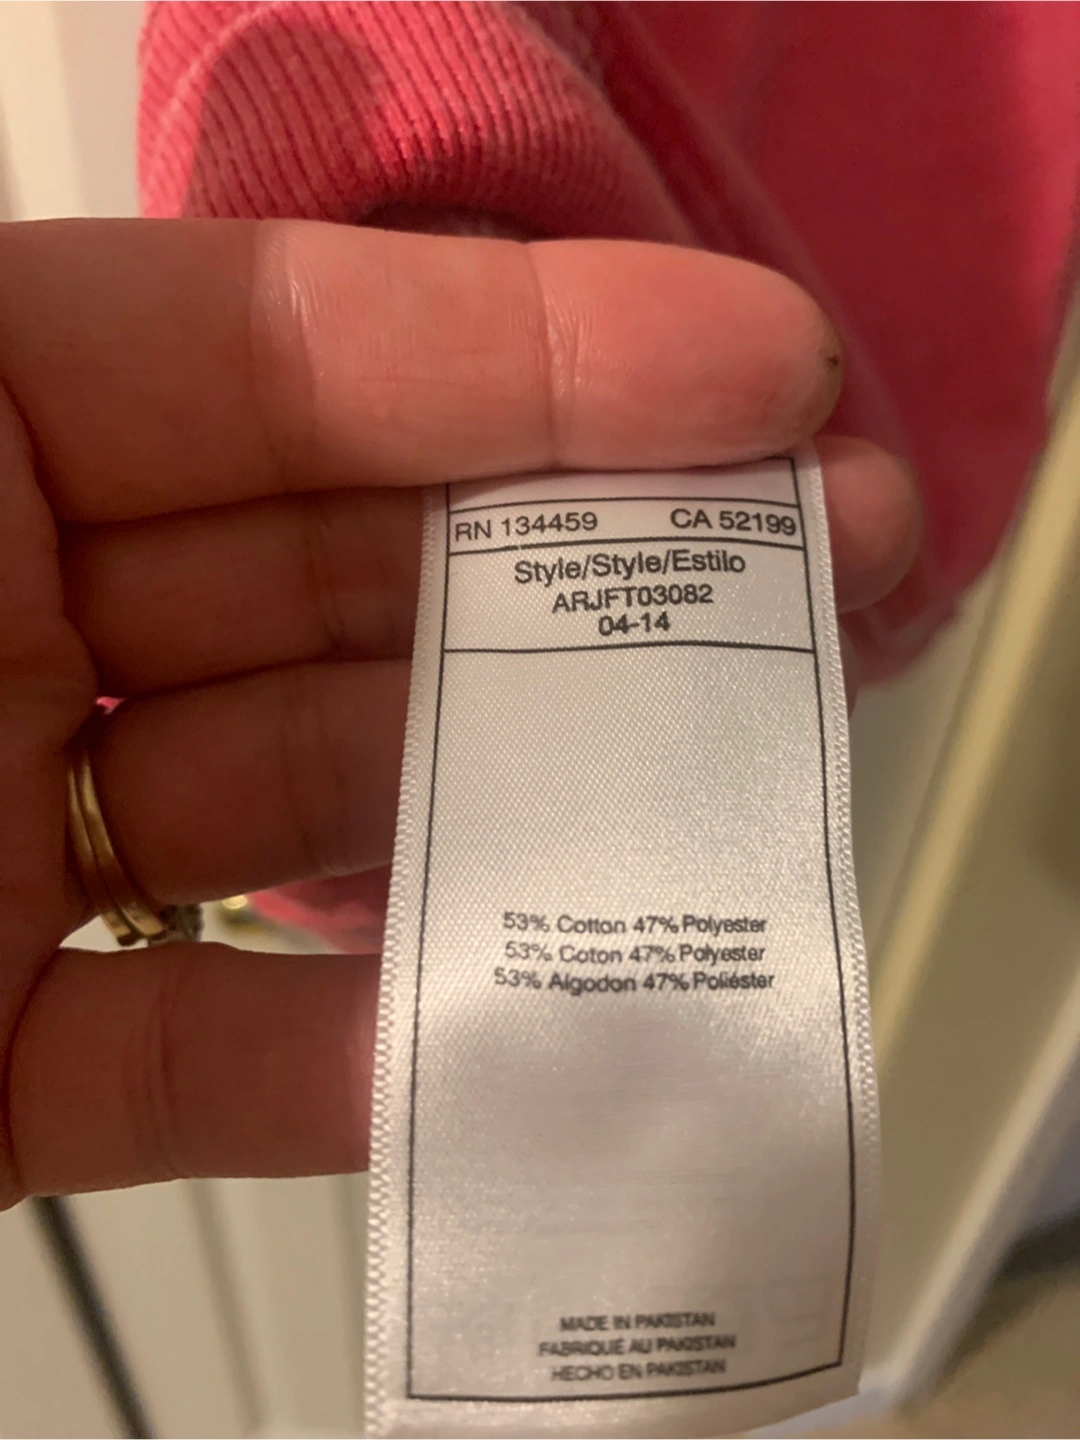 RN 134459 CA 52199
Style/Style/Estilo
ARJFT03082
04-14
53% Cotton 47% Polyester
53% Coton 47% Polyester
53% Algodon 47% Poliéster
MADE IN PAKISTAN
FABRIQUÉ AU PAKISTAN
HECHO EN PAKISTAN